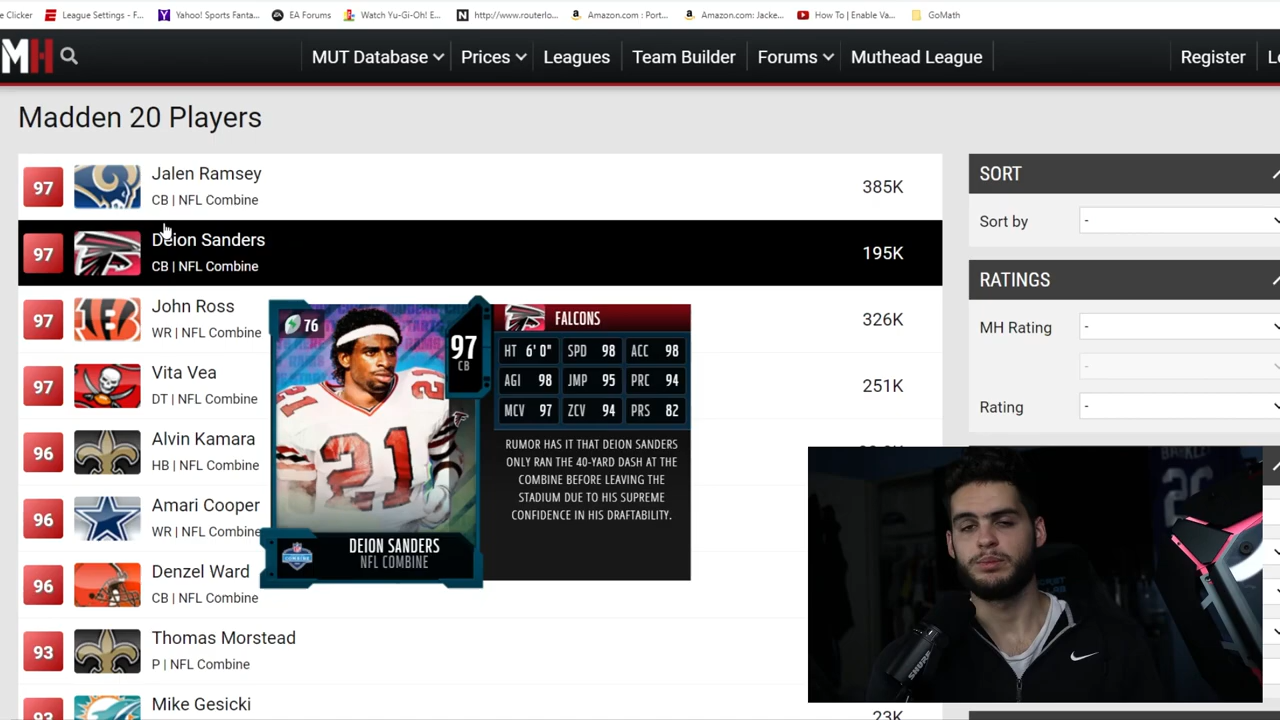 e Clicker League Settings - F... Yahoo! Sports Fanta... EA Forums Watch Yu-Gi-Oh! E... http://www.routerlo... Amazon.com : Port... Amazon.com: Jacke... How To | Enable Va... GoMath
MH MUT Database Prices Leagues Team Builder Forums Muthead League Register
Madden 20 Players
97 Jalen Ramsey 385K
CB | NFL Combine
97 Deion Sanders 195K
CB | NFL Combine
97 John Ross 326K
WR | NFL Combine
97 Vita Vea 251K
DT | NFL Combine
96 Alvin Kamara
HB | NFL Combine
96 Amari Cooper
WR | NFL Combine
96 Denzel Ward
CB | NFL Combine
93 Thomas Morstead
P | NFL Combine
93 Mike Gesicki
23K
76
97
CB
21
DEION SANDERS
NFL COMBINE
FALCONS
HT 6' 0" SPD 98 ACC 98
AGI 98 JMP 95 PRC 94
MCV 97 ZCV 94 PRS 82
RUMOR HAS IT THAT DEION SANDERS
ONLY RAN THE 40-YARD DASH AT THE
COMBINE BEFORE LEAVING THE
STADIUM DUE TO HIS SUPREME
CONFIDENCE IN HIS DRAFTABILITY.
SORT
Sort by -
RATINGS
MH Rating -
-
Rating -
SHURE